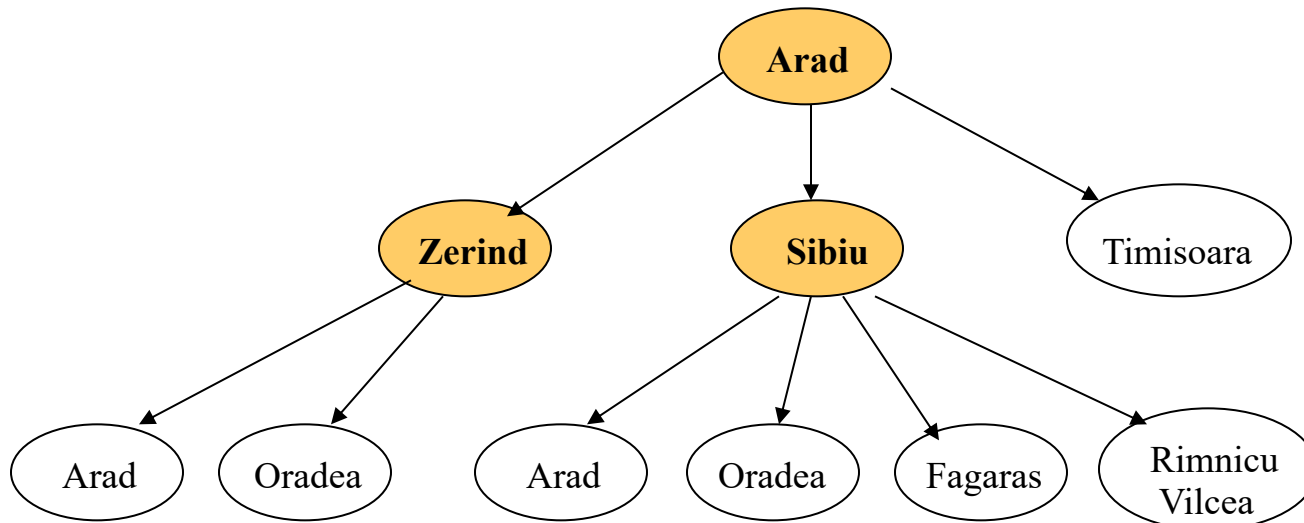 Arad
Zerind
Sibiu
Timisoara
Arad
Oradea
Arad
Oradea
Fagaras
Rimnicu
Vilcea